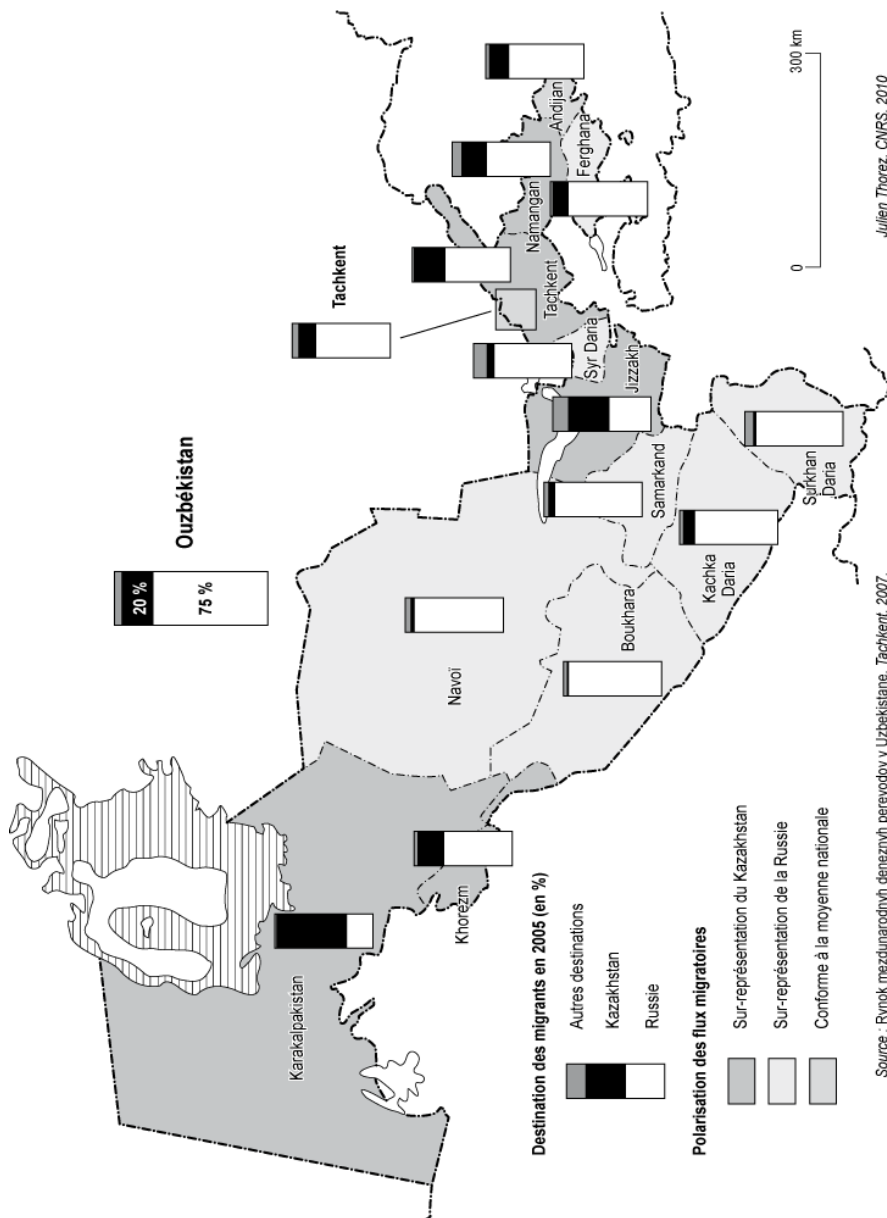 Ouzbékistan
20 %
75 %
Tachkent
Karakalpakistan
Khorezm
Navoï
Boukhara
Samarkand
Kachka
Daria
Surkhan
Daria
Jizzakh
Syr Daria
Tachkent
Namangan
Andijan
Ferghana
Destination des migrants en 2005 (en %)
Autres destinations
Kazakhstan
Russie
Polarisation des flux migratoires
Sur-représentation du Kazakhstan
Sur-représentation de la Russie
Conforme à la moyenne nationale
0 300 km
Source : Rynok mezdunarodnyh deneznyh perevodov v Uzbekistane, Tachkent, 2007.
Julien Thorez, CNRS, 2010